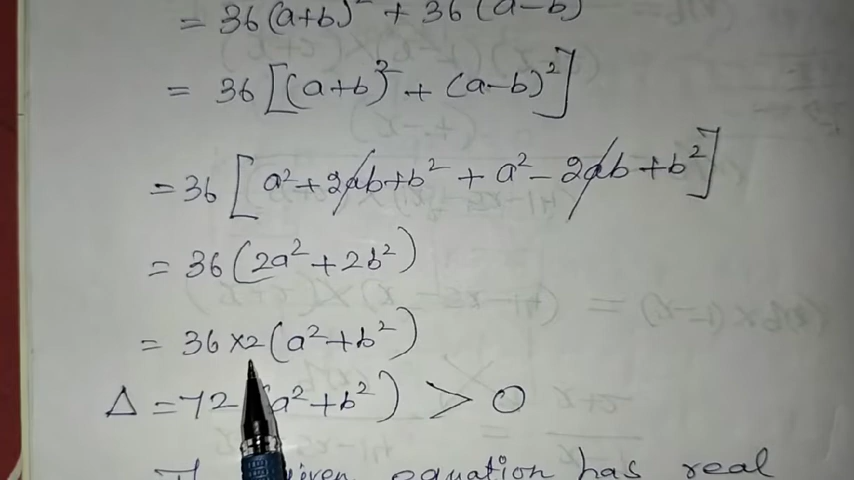 = 36(a+b)² + 36(a-b)
= 36[(a+b)² + (a-b)²]
= 36[a² + 2ab + b² + a² - 2ab + b²]
= 36(2a² + 2b²)
= 36×2(a² + b²)
Δ = 72(a² + b²) > 0
equation has real